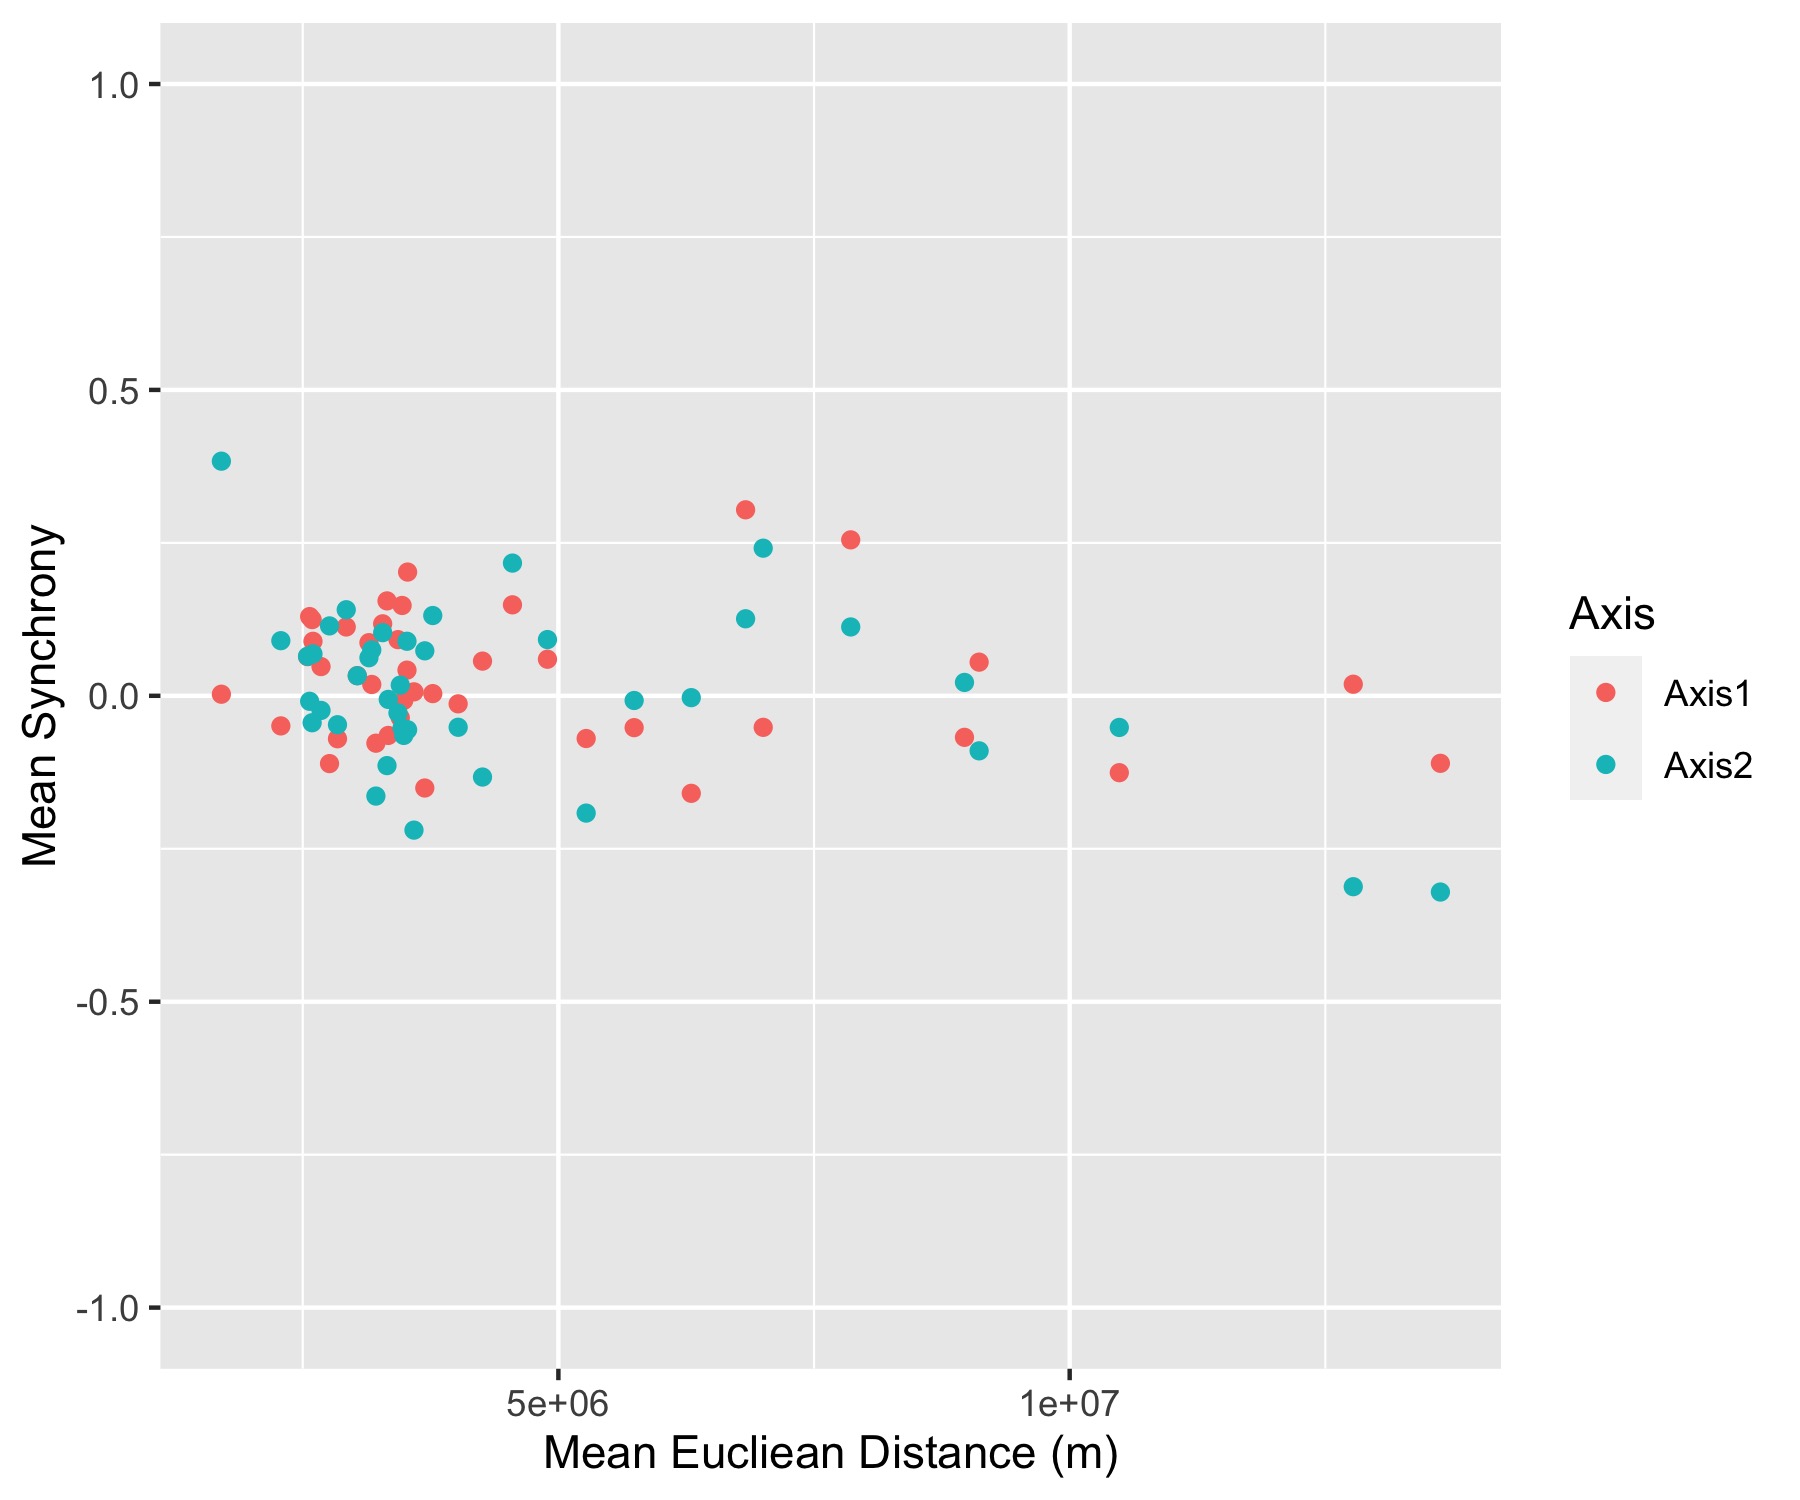 1.0
0.5
0.0
-0.5
-1.0
Mean Synchrony
5e+06
1e+07
Mean Eucliean Distance (m)
Axis
Axis1
Axis2